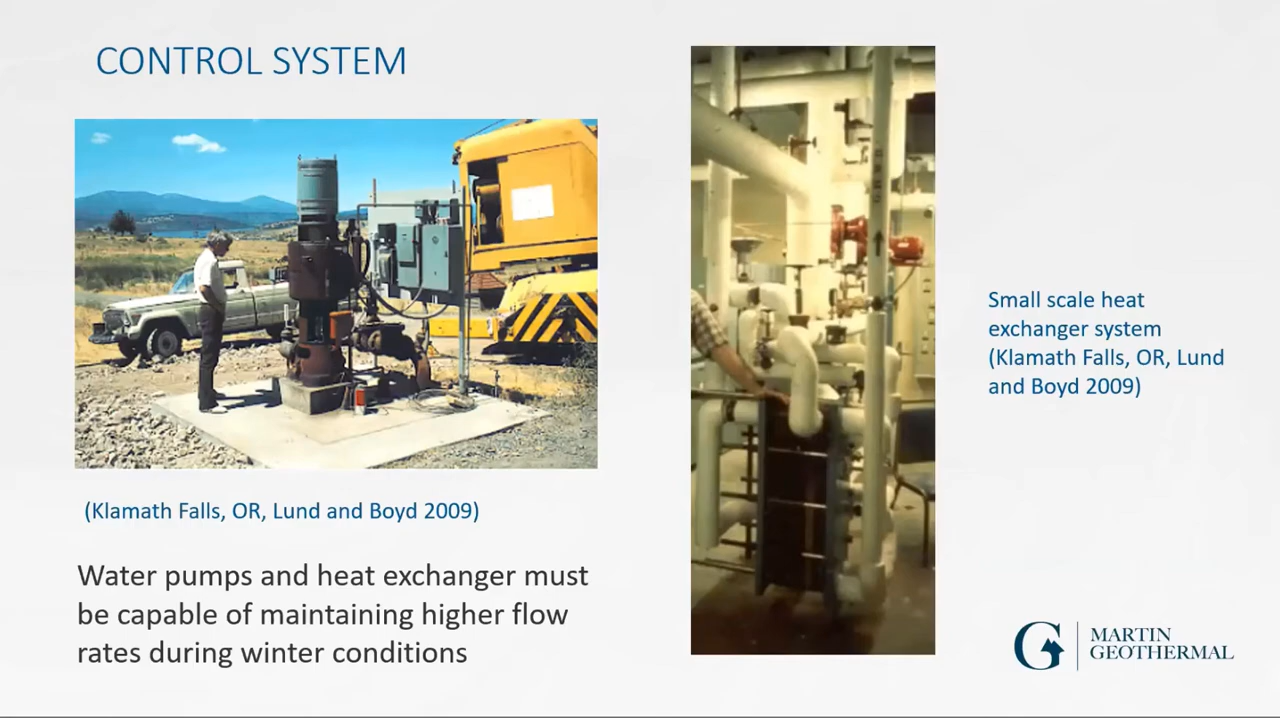 CONTROL SYSTEM
(Klamath Falls, OR, Lund and Boyd 2009)
Water pumps and heat exchanger must
be capable of maintaining higher flow
rates during winter conditions
Small scale heat
exchanger system
(Klamath Falls, OR, Lund
and Boyd 2009)
MARTIN
GEOTHERMAL